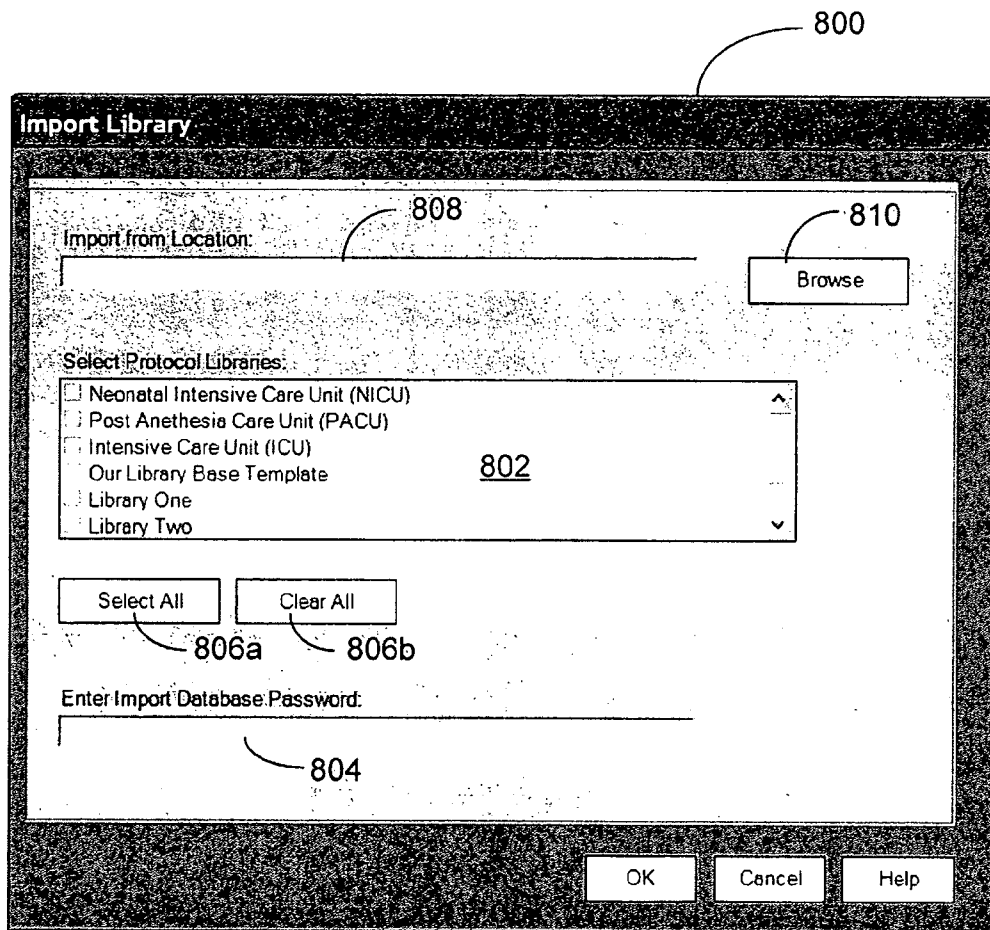 800
Import Library
808
810
Import from Location:
Browse
Select Protocol Libraries:
Neonatal Intensive Care Unit (NICU)
Post Anethesia Care Unit (PACU)
Intensive Care Unit (ICU)
Our Library Base Template
802
Library One
Library Two
Select All
Clear All
806a
806b
Enter Import Database Password:
804
OK
Cancel
Help